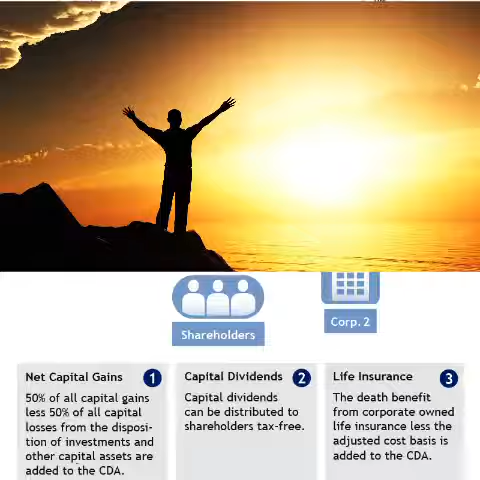 Shareholders
Corp. 2
Net Capital Gains 1
50% of all capital gains
less 50% of all capital
losses from the disposi-
tion of investments and
other capital assets are
added to the CDA.
Capital Dividends 2
Capital dividends
can be distributed to
shareholders tax-free.
Life Insurance 3
The death benefit
from corporate owned
life insurance less the
adjusted cost basis is
added to the CDA.